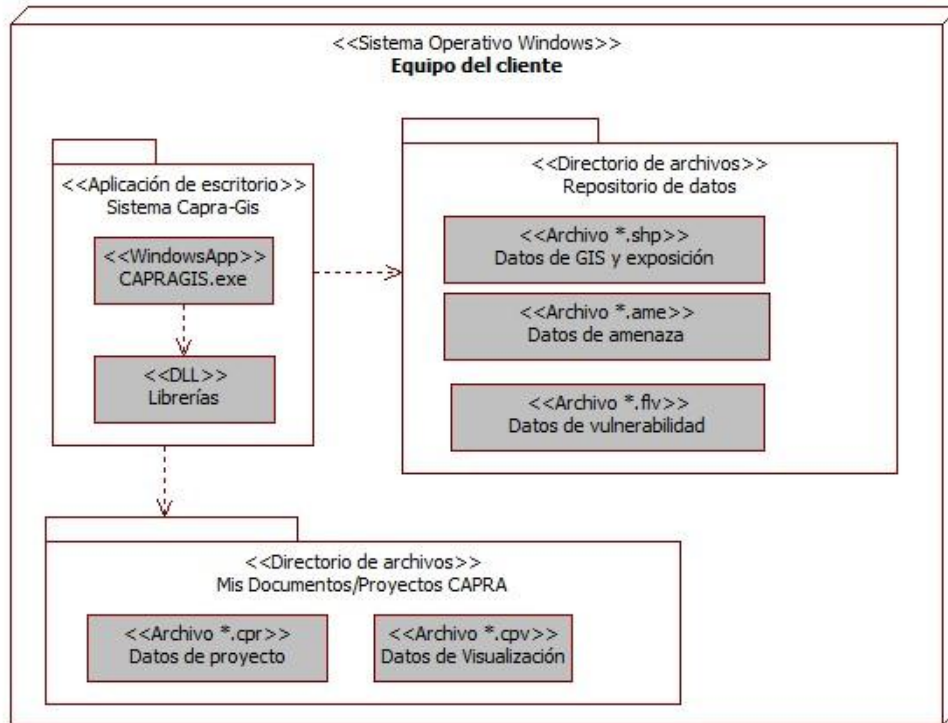 <<Sistema Operativo Windows>>
Equipo del cliente
<<Aplicación de escritorio>>
Sistema Capra-Gis
<<WindowsApp>>
CAPRAGIS.exe
<<DLL>>
Librerías
<<Directorio de archivos>>
Repositorio de datos
<<Archivo *.shp>>
Datos de GIS y exposición
<<Archivo *.ame>>
Datos de amenaza
<<Archivo *.flv>>
Datos de vulnerabilidad
<<Directorio de archivos>>
Mis Documentos/Proyectos CAPRA
<<Archivo *.cpr>>
Datos de proyecto
<<Archivo *.cpv>>
Datos de Visualización